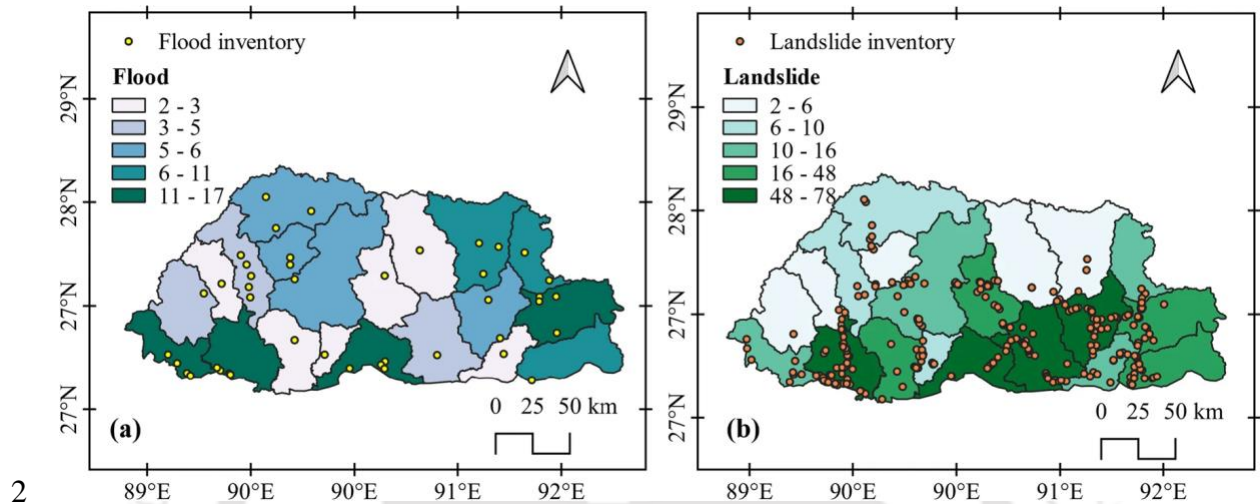 Flood inventory
Flood
2 - 3
3 - 5
5 - 6
6 - 11
11 - 17
29°N
28°N
27°N
27°N
(a)
0 25 50 km
89°E 90°E 90°E 91°E 92°E
Landslide inventory
Landslide
2 - 6
6 - 10
10 - 16
16 - 48
48 - 78
29°N
28°N
27°N
27°N
(b)
0 25 50 km
89°E 90°E 90°E 91°E 92°E
2